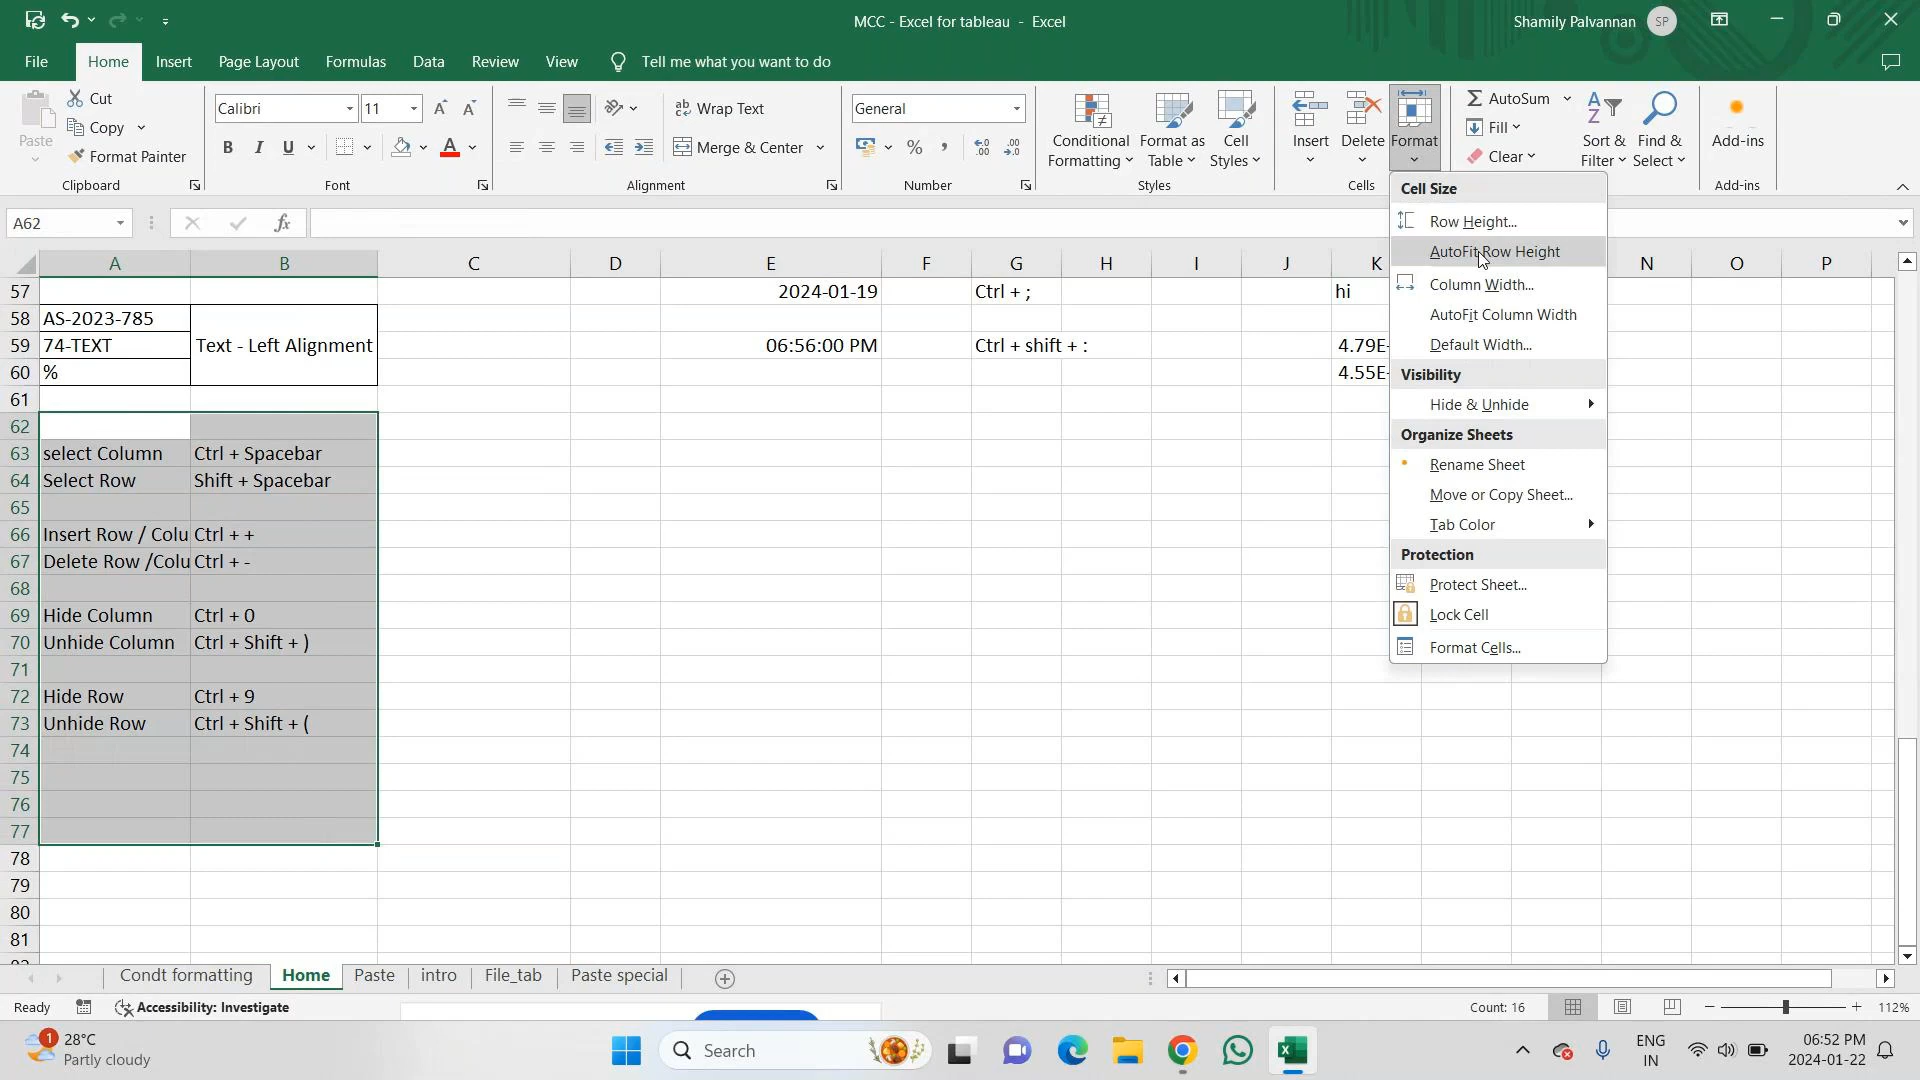 MCC - Excel for tableau - Excel
Shamily Palvannan SP
File Home Insert Page Layout Formulas Data Review View Tell me what you want to do
Paste
Cut
Copy
Format Painter
Clipboard
Calibri 11
B I U
Font
Wrap Text
Merge & Center
Alignment
General
% ,
Number
Conditional Formatting
Format as Table
Cell Styles
Styles
Insert Delete Format
Cells
AutoSum
Fill
Clear
Sort & Filter
Find & Select
Add-ins
Add-ins
A62
fx
A B C D E F G H I J K N O P
57 2024-01-19 Ctrl + ; hi
58 AS-2023-785
59 74-TEXT Text - Left Alignment 06:56:00 PM Ctrl + shift + : 4.79E-
60 % 4.55E-
61
62
63 select Column Ctrl + Spacebar
64 Select Row Shift + Spacebar
65
66 Insert Row / Colu Ctrl + +
67 Delete Row /Colu Ctrl + -
68
69 Hide Column Ctrl + 0
70 Unhide Column Ctrl + Shift + )
71
72 Hide Row Ctrl + 9
73 Unhide Row Ctrl + Shift + (
74
75
76
77
78
79
80
81
Cell Size
Row Height...
AutoFit Row Height
Column Width...
AutoFit Column Width
Default Width...
Visibility
Hide & Unhide
Organize Sheets
Rename Sheet
Move or Copy Sheet...
Tab Color
Protection
Protect Sheet...
Lock Cell
Format Cells...
Condt formatting Home Paste intro File_tab Paste special
Ready Accessibility: Investigate Count: 16 112%
1 28°C
Partly cloudy
Search
ENG
IN
06:52 PM
2024-01-22